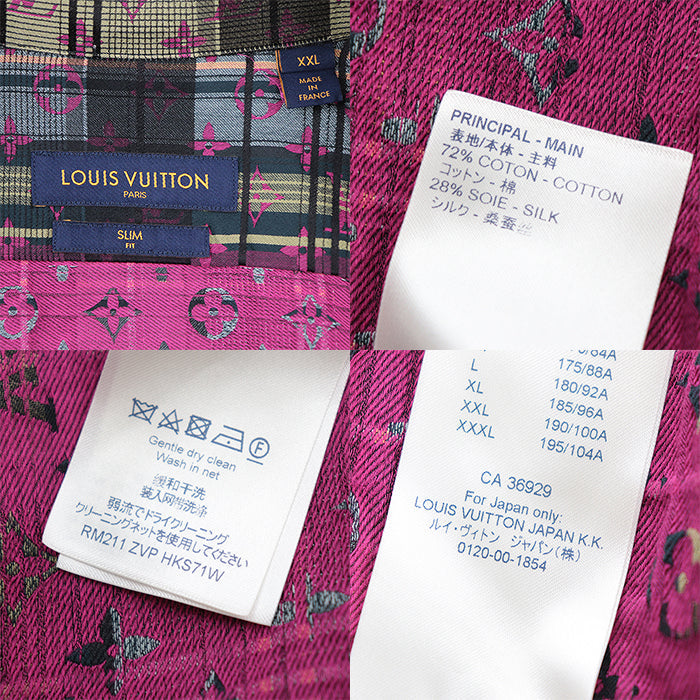 XXL
MADE
IN
FRANCE
LOUIS VUITTON
PARIS
SLIM
FIT
PRINCIPAL - MAIN
表地/本体 - 主料
72% COTON - COTTON
コットン - 棉
28% SOIE - SILK
シルク - 桑蚕丝
Gentle dry clean
Wash in net
缓和干洗
装入网带洗涤
弱流でドライクリーニング
クリーニングネットを使用してください
RM211 ZVP HKS71W
L 175/88A
XL 180/92A
XXL 185/96A
XXXL 190/100A
195/104A
CA 36929
For Japan only:
LOUIS VUITTON JAPAN K.K.
ルイ・ヴィトン ジャパン(株)
0120-00-1854